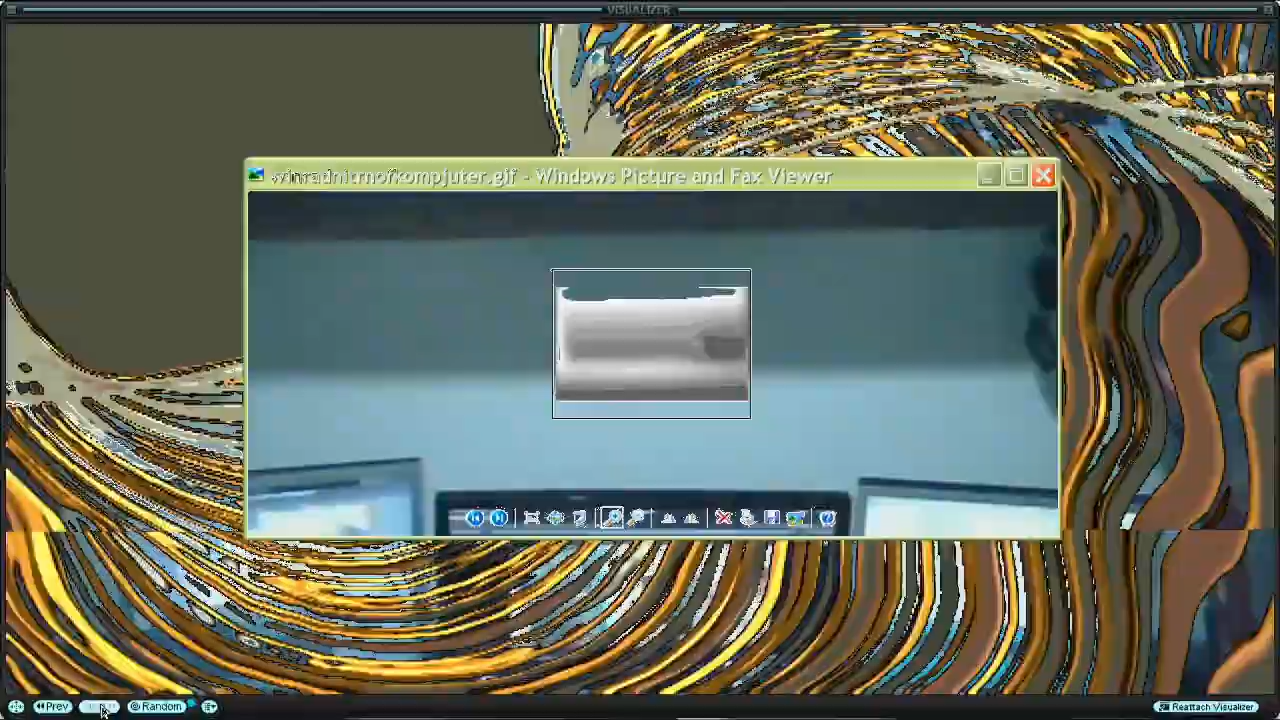 VISUALIZER
- Windows Picture and Fax Viewer
Prev
Random
Reattach Visualizer